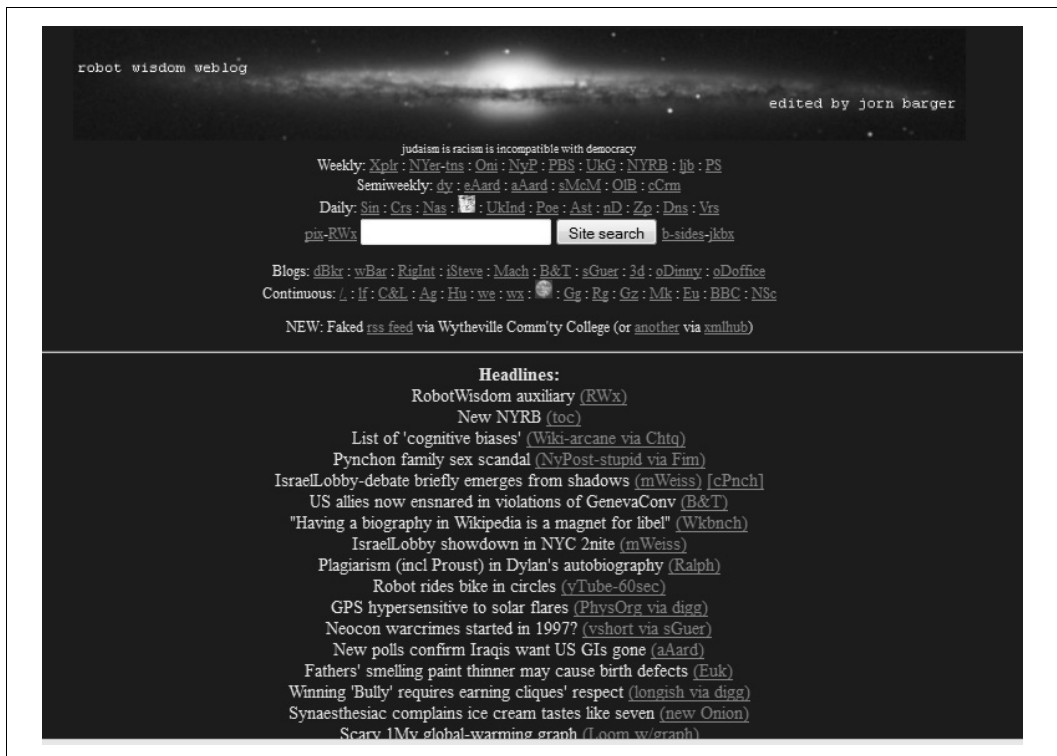 robot wisdom weblog
edited by jorn barger
judaism is racism is incompatible with democracy
Weekly: Xplr : NYer-tns : Oni : NyP : PBS : UkG : NYRB : ljb : PS
Semiweekly: dy : eAard : aAard : sMcM : OlB : cCrm
Daily: Sin : Crs : Nas : : UkInd : Poe : Ast : nD : Zp : Dns : Vrs
pix-RWx Site search b-sides-jkbx
Blogs: dBkr : wBar : RigInt : iSteve : Mach : B&T : sGuer : 3d : oDinny : oDoffice
Continuous: /. : lf : C&L : Ag : Hu : we : wx : : Gg : Rg : Gz : Mk : Eu : BBC : NSc
NEW: Faked rss feed via Wytheville Comm'ty College (or another via xmlhub)
Headlines:
RobotWisdom auxiliary (RWx)
New NYRB (toc)
List of 'cognitive biases' (Wiki-arcane via Chtq)
Pynchon family sex scandal (NyPost-stupid via Fim)
IsraelLobby-debate briefly emerges from shadows (mWeiss) [cPnch]
US allies now ensnared in violations of GenevaConv (B&T)
"Having a biography in Wikipedia is a magnet for libel" (Wkbnch)
IsraelLobby showdown in NYC 2nite (mWeiss)
Plagiarism (incl Proust) in Dylan's autobiography (Ralph)
Robot rides bike in circles (yTube-60sec)
GPS hypersensitive to solar flares (PhysOrg via digg)
Neocon warcrimes started in 1997? (vshort via sGuer)
New polls confirm Iraqis want US GIs gone (aAard)
Fathers' smelling paint thinner may cause birth defects (Euk)
Winning 'Bully' requires earning cliques' respect (longish via digg)
Synaesthesiac complains ice cream tastes like seven (new Onion)
Scary 1My global-warming graph (Loom w/graph)